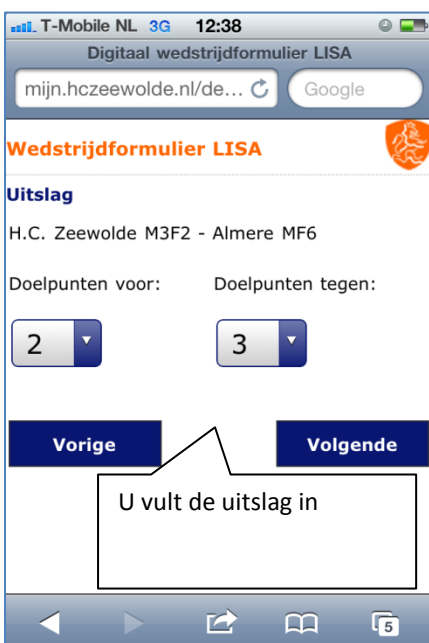 T-Mobile NL 3G 12:38
Digitaal wedstrijdformulier LISA
mijn.hczeewolde.nl/de... Google
Wedstrijdformulier LISA
Uitslag
H.C. Zeewolde M3F2 - Almere MF6
Doelpunten voor: Doelpunten tegen:
2 3
Vorige Volgende
U vult de uitslag in
5